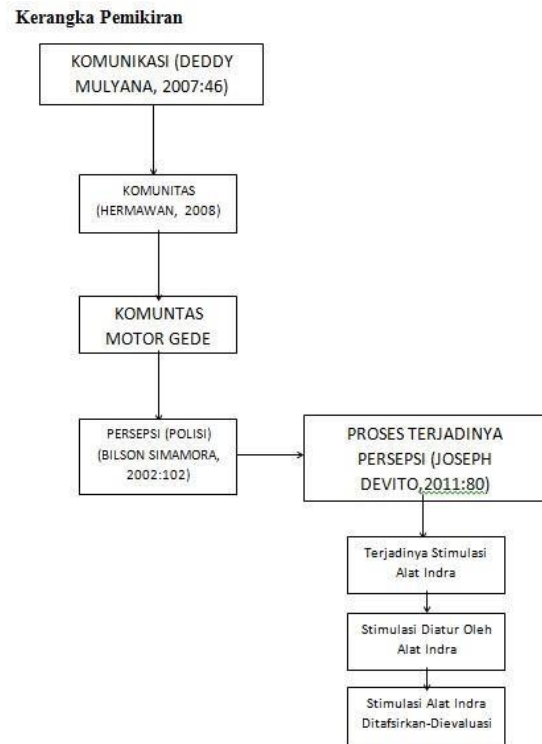 Kerangka Pemikiran
KOMUNIKASI (DEDDY
MULYANA, 2007:46)
KOMUNITAS
(HERMAWAN, 2008)
KOMUNTAS
MOTOR GEDE
PERSEPSI (POLISI)
(BILSON SIMAMORA,
2002:102)
PROSES TERJADINYA
PERSEPSI (JOSEPH
DEVITO,2011:80)
Terjadinya Stimulasi
Alat Indra
Stimulasi Diatur Oleh
Alat Indra
Stimulasi Alat Indra
Ditafsirkan-Dievaluasi